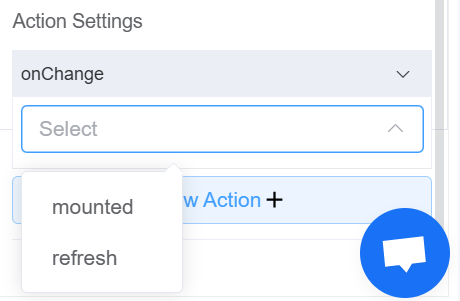 Action Settings
onChange
Select
mounted
w Action +
refresh